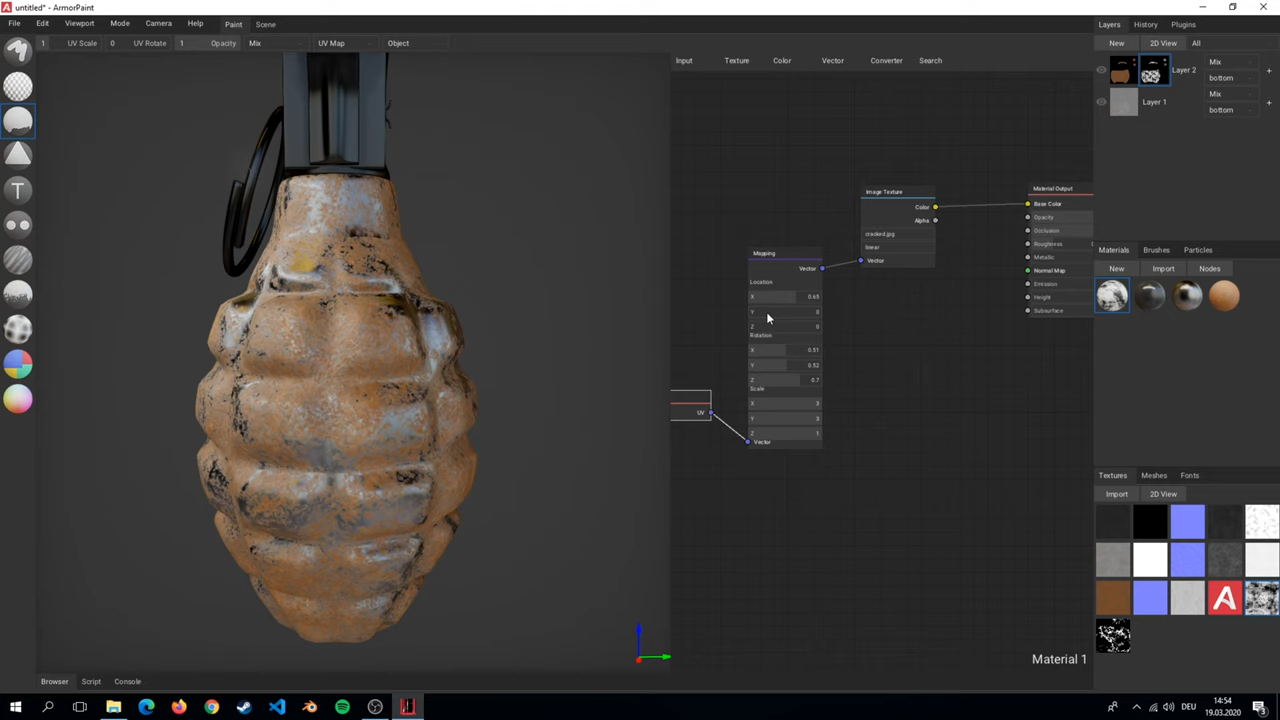 untitled* - ArmorPaint
File Edit Viewport Mode Camera Help Paint Scene
Layers History Plugins
1 UV Scale 0 UV Rotate 1 Opacity Mix UV Map Object
New 2D View All
Input Texture Color Vector Converter Search
Layer 2 Mix
bottom
Layer 1 Mix
bottom
Image Texture
Color
Alpha
cracked.jpg
linear
Vector
Material Output
Base Color
Opacity
Occlusion
Roughness
Metallic
Normal Map
Emission
Height
Subsurface
Mapping
Vector
Location
X 0.65
Y 0
Z 0
Rotation
X 0.51
Y 0.52
Z 0.7
Scale
X 3
Y 3
Z 1
Vector
UV
Materials Brushes Particles
New Import Nodes
Textures Meshes Fonts
Import 2D View
Material 1
Browser Script Console
DEU
14:54
19.03.2020
3